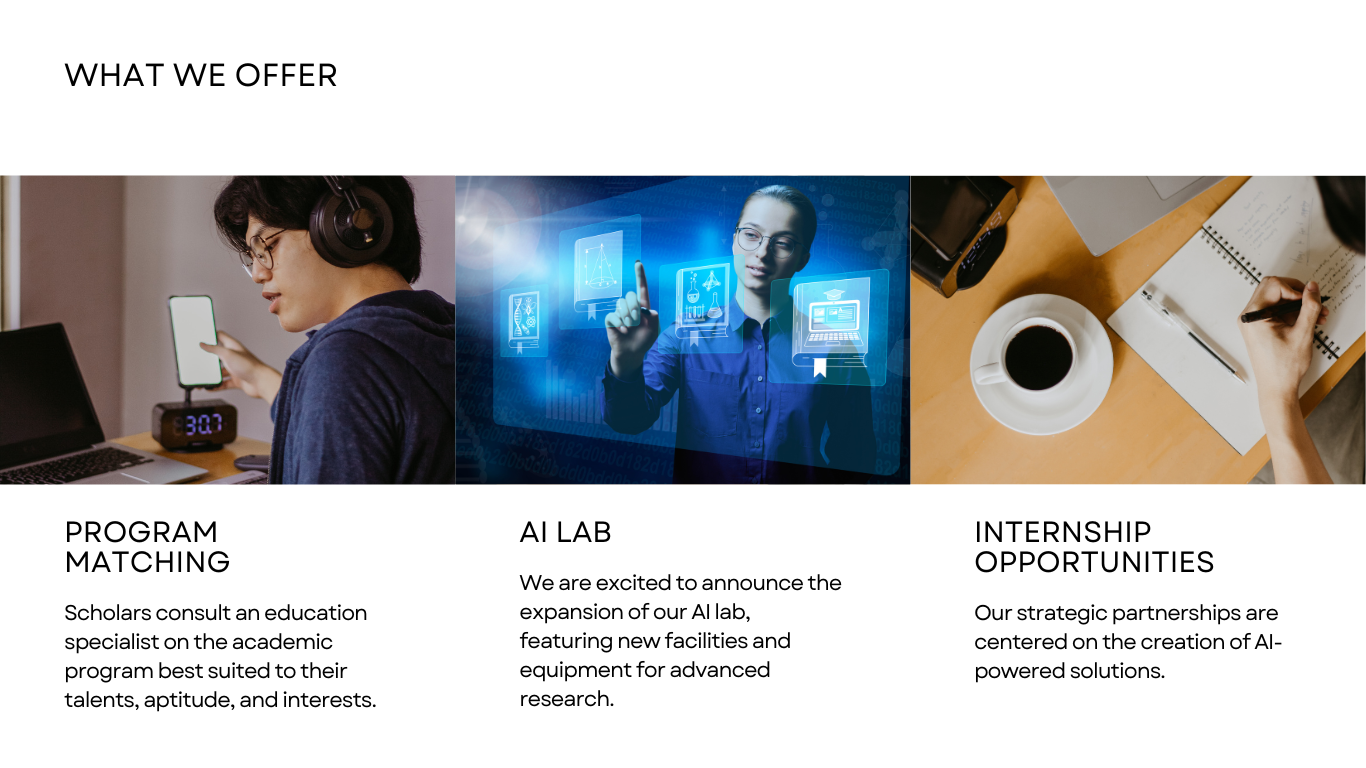 WHAT WE OFFER
30.7
PROGRAM
MATCHING
Scholars consult an education
specialist on the academic
program best suited to their
talents, aptitude, and interests.
AI LAB
We are excited to announce the
expansion of our AI lab,
featuring new facilities and
equipment for advanced
research.
INTERNSHIP
OPPORTUNITIES
Our strategic partnerships are
centered on the creation of AI-
powered solutions.